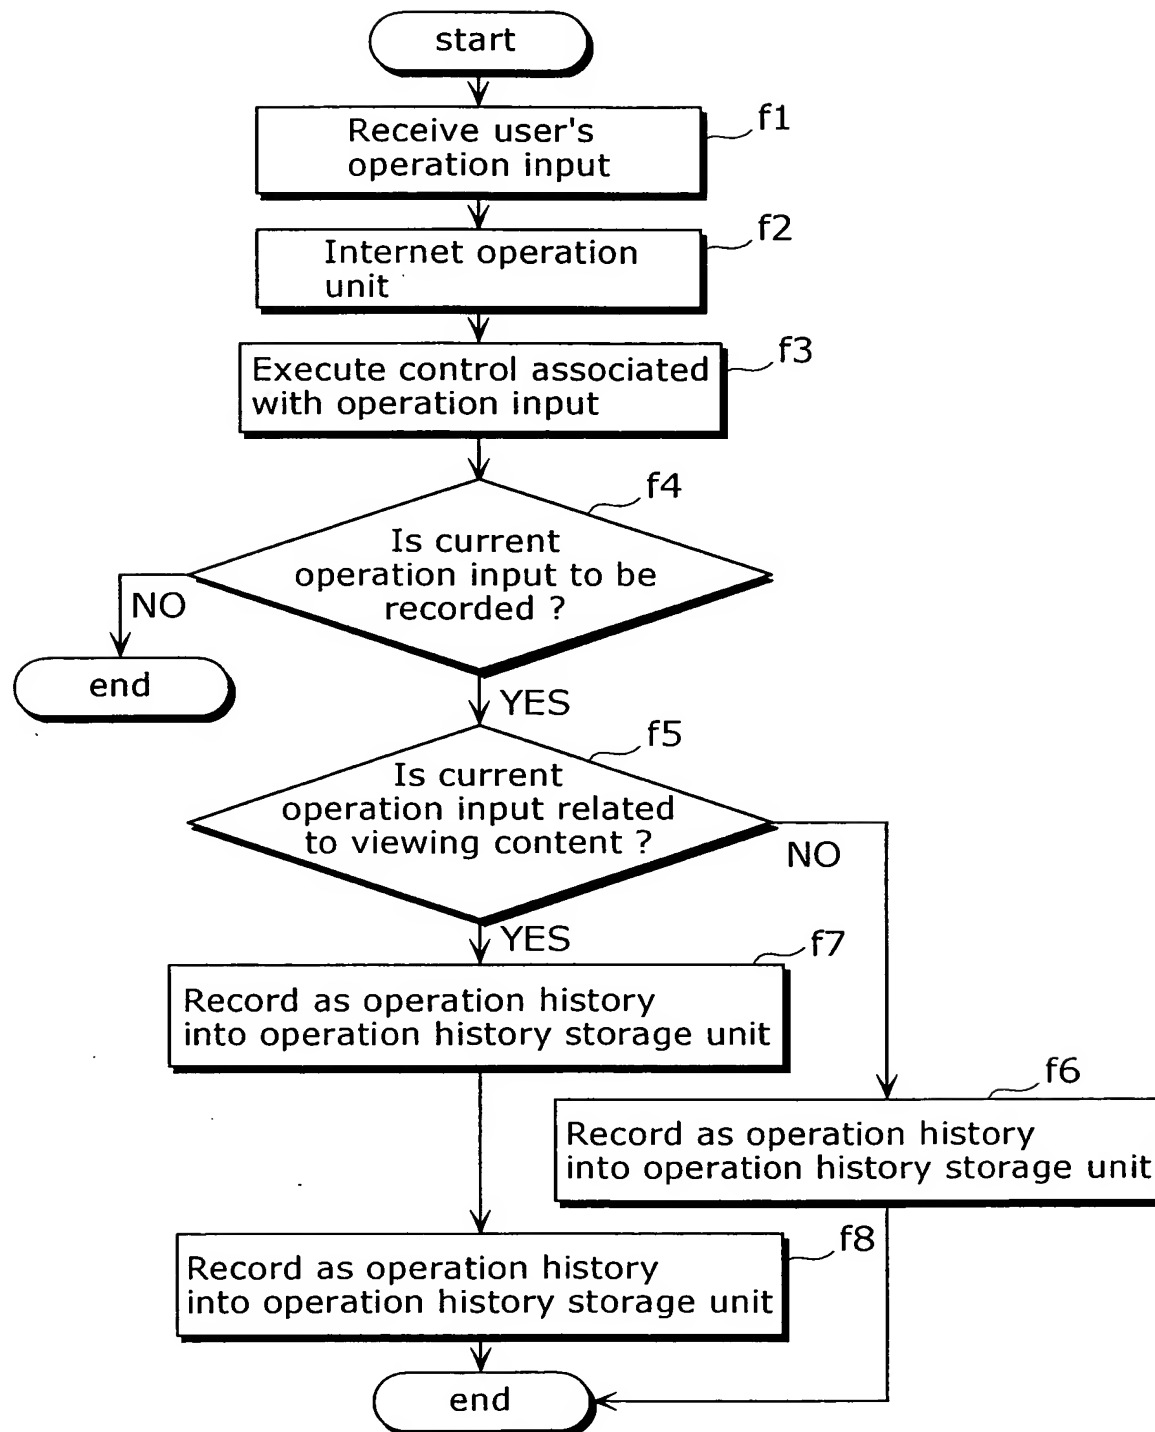 start
f1
Receive user's
operation input
f2
Internet operation
unit
f3
Execute control associated
with operation input
f4
Is current
operation input to be
recorded ?
NO
end
YES
f5
Is current
operation input related
to viewing content ?
NO
YES
f7
Record as operation history
into operation history storage unit
f6
Record as operation history
into operation history storage unit
f8
Record as operation history
into operation history storage unit
end